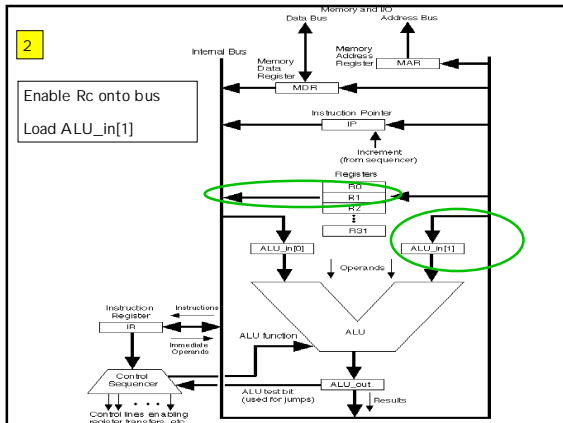 Memory and I/O
Data Bus
Address Bus
2
Internal Bus
Memory
Data
Register
Memory
Address
Register
MAR
MDR
Enable Rc onto bus
Load ALU_in[1]
Instruction Pointer
IP
Increment
(from sequencer)
Registers
R0
R1
R2
R31
ALU_in[0]
ALU_in[1]
Operands
Instruction
Register
Instructions
IR
Immediate
Operands
ALU function
ALU
Control
Sequencer
ALU test bit
(used for jumps)
ALU_out
Results
Control lines enabling
register transfers, etc.